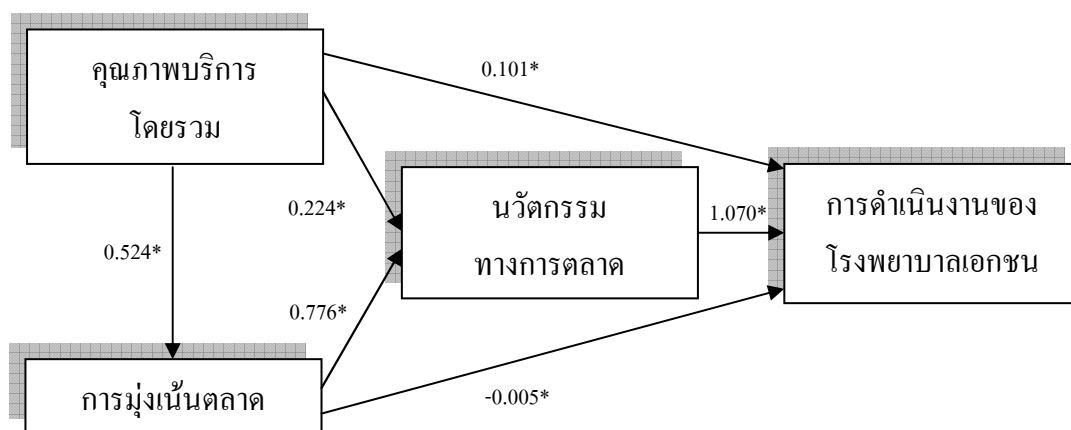 คุณภาพบริการ
โดยรวม
0.101*
0.224*
นวัตกรรม
ทางการตลาด
1.070*
การดำเนินงานของ
โรงพยาบาลเอกชน
0.524*
0.776*
การมุ่งเน้นตลาด
-0.005*